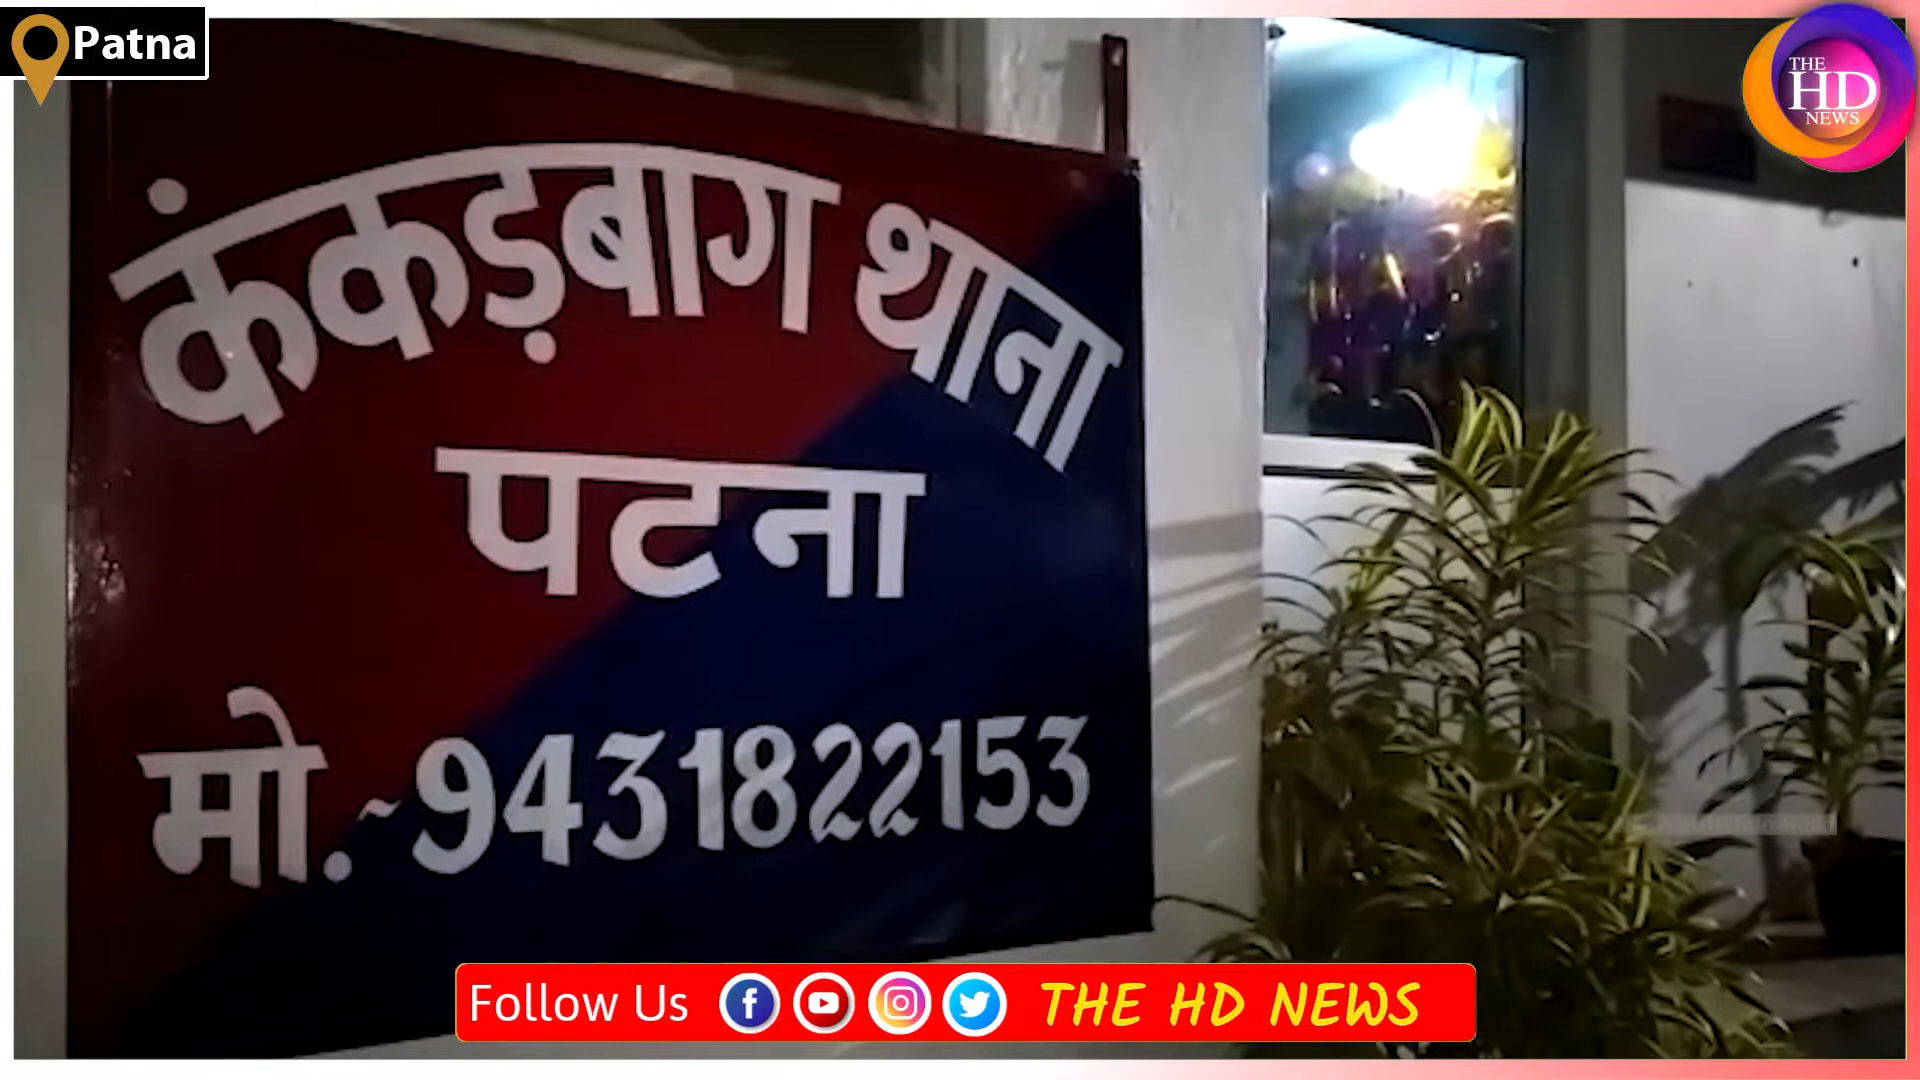 Patna
THE
HD
NEWS
कंकड़बाग थाना
पटना
मो.~9431822153
Follow Us
THE HD NEWS